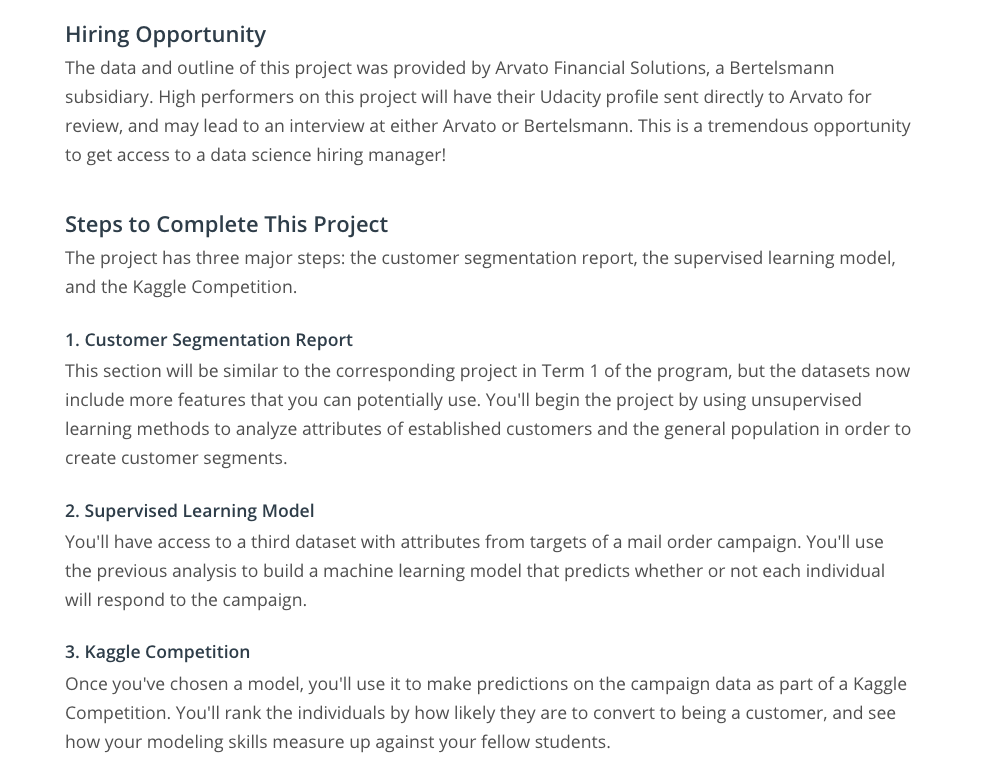 Hiring Opportunity
The data and outline of this project was provided by Arvato Financial Solutions, a Bertelsmann
subsidiary. High performers on this project will have their Udacity profile sent directly to Arvato for
review, and may lead to an interview at either Arvato or Bertelsmann. This is a tremendous opportunity
to get access to a data science hiring manager!
Steps to Complete This Project
The project has three major steps: the customer segmentation report, the supervised learning model,
and the Kaggle Competition.
1. Customer Segmentation Report
This section will be similar to the corresponding project in Term 1 of the program, but the datasets now
include more features that you can potentially use. You'll begin the project by using unsupervised
learning methods to analyze attributes of established customers and the general population in order to
create customer segments.
2. Supervised Learning Model
You'll have access to a third dataset with attributes from targets of a mail order campaign. You'll use
the previous analysis to build a machine learning model that predicts whether or not each individual
will respond to the campaign.
3. Kaggle Competition
Once you've chosen a model, you'll use it to make predictions on the campaign data as part of a Kaggle
Competition. You'll rank the individuals by how likely they are to convert to being a customer, and see
how your modeling skills measure up against your fellow students.